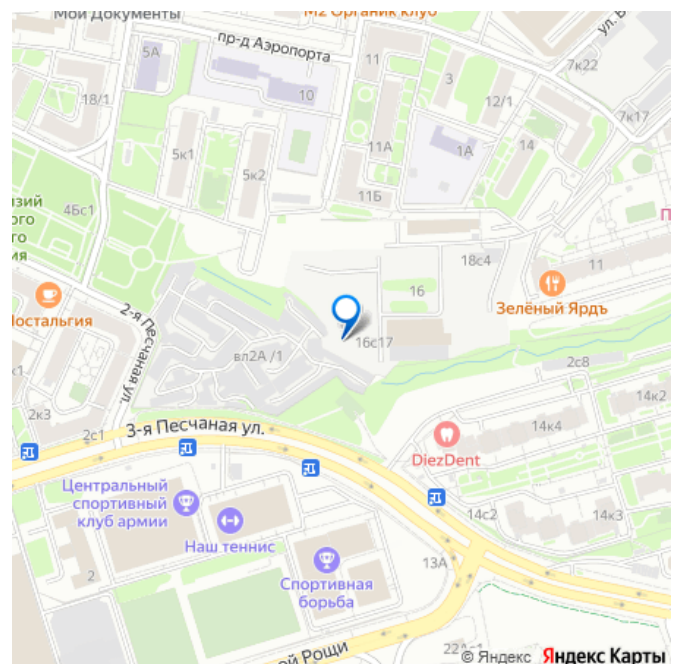 Мои Документы
М2 Органик Клуб
пр-д Аэропорта
5А
11
3
7к22
18/1
10
12/1
7к17
5к1
5к2
11А
1А
14
11Б
4Бс1
18с4
11
16
Зелёный Ярдъ
2-я Песчаная ул.
16с17
вл2А /1
2с8
2к3
14к2
2с1
3-я Песчаная ул.
14к4
DiezDent
Центральный
спортивный
клуб армии
Наш теннис
14с2
14к3
2
Спортивная
борьба
13А
© Яндекс Яндекс Карты